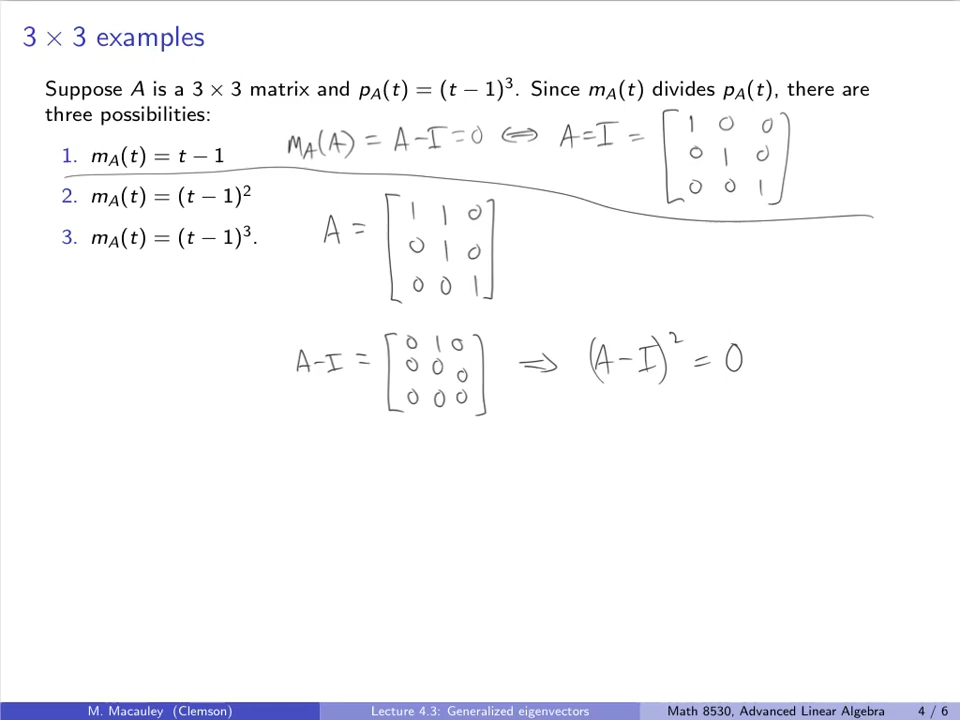 3 × 3 examples
Suppose A is a 3 × 3 matrix and p_A(t) = (t − 1)^3. Since m_A(t) divides p_A(t), there are
three possibilities:
1. m_A(t) = t − 1
m_A(A) = A−I = 0 ⟺ A = I = [1 0 0
0 1 0
0 0 1]
2. m_A(t) = (t − 1)^2
3. m_A(t) = (t − 1)^3.
A = [1 1 0
0 1 0
0 0 1]
A−I = [0 1 0
0 0 0
0 0 0] ⟹ (A−I)^2 = 0
M. Macauley (Clemson) Lecture 4.3: Generalized eigenvectors Math 8530, Advanced Linear Algebra 4 / 6